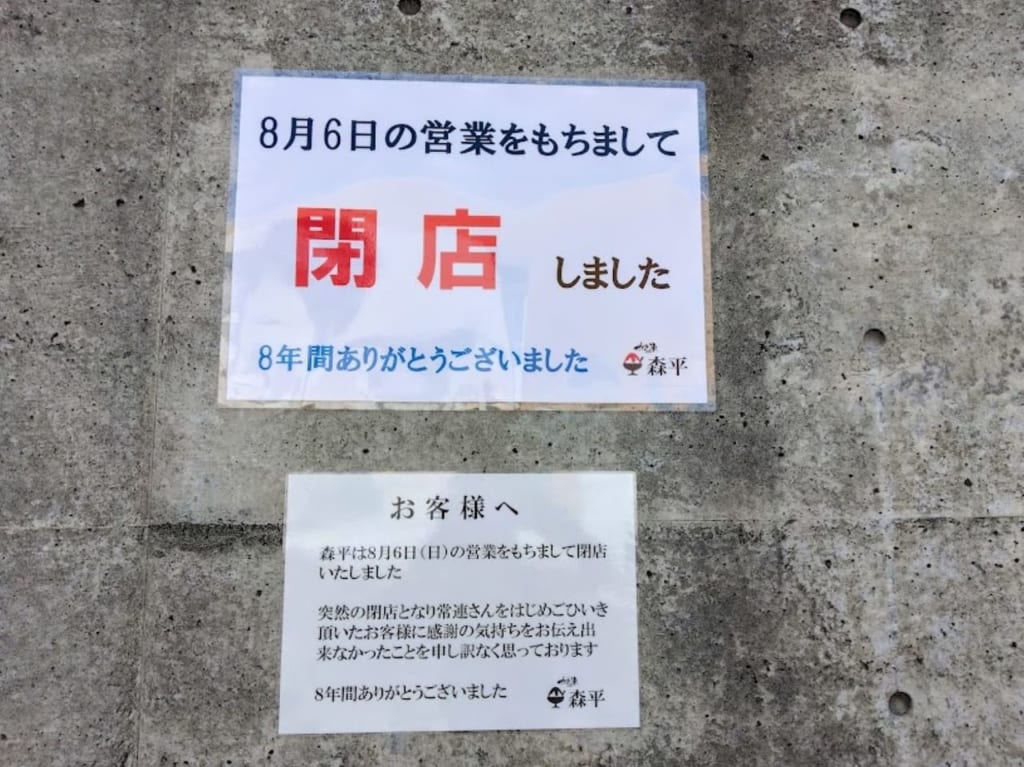 8月6日の営業をもちまして
閉店 しました
8年間ありがとうございました
森平
お客様へ
森平は8月6日(日)の営業をもちまして閉店
いたしました
突然の閉店となり常連さんをはじめごひいき
頂いたお客様に感謝の気持ちをお伝え出
来なかったことを申し訳なく思っております
8年間ありがとうございました
森平